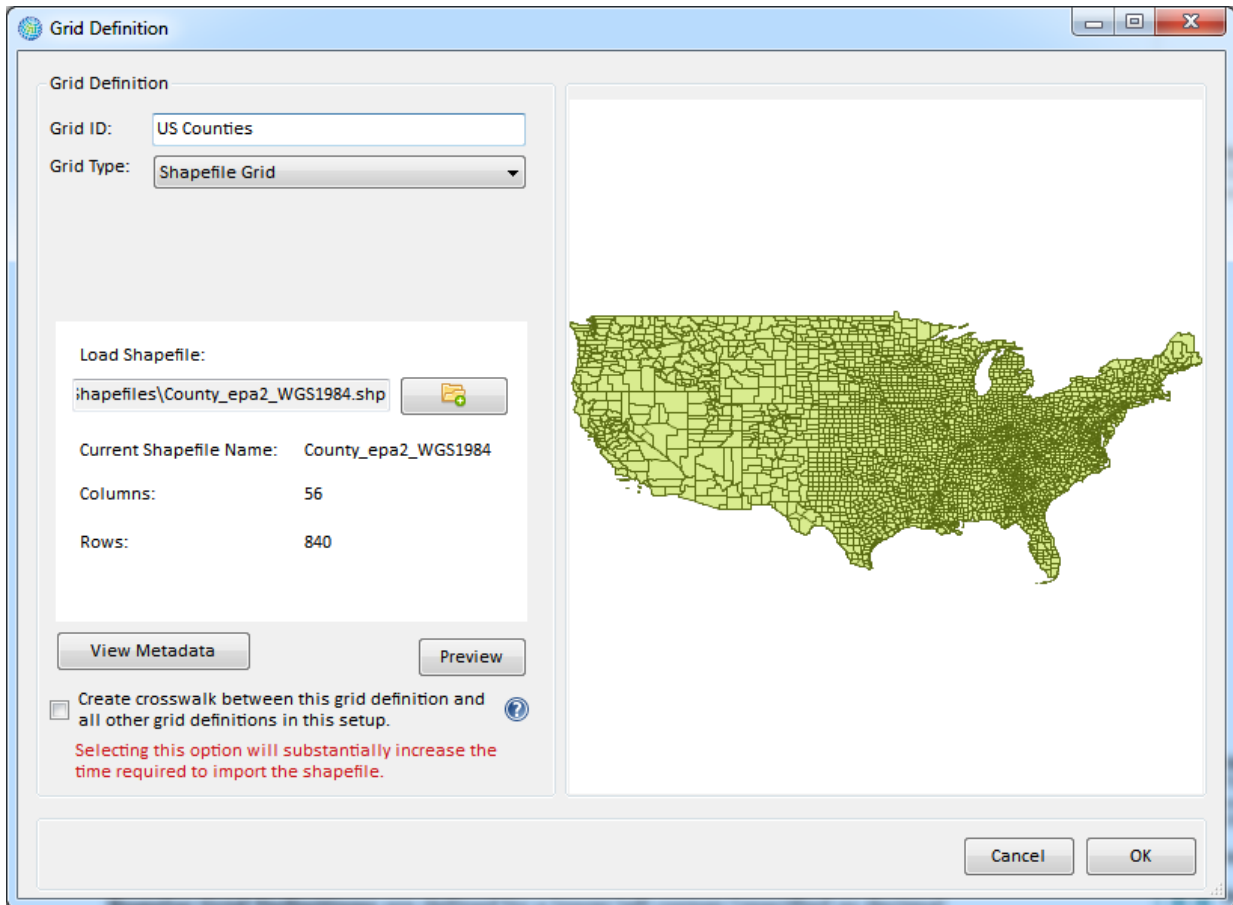 Grid Definition
Grid Definition
Grid ID: US Counties
Grid Type: Shapefile Grid
Load Shapefile:
hapefiles\County_epa2_WGS1984.shp
Current Shapefile Name: County_epa2_WGS1984
Columns: 56
Rows: 840
View Metadata
Preview
Create crosswalk between this grid definition and
all other grid definitions in this setup.
?
Selecting this option will substantially increase the
time required to import the shapefile.
Cancel
OK